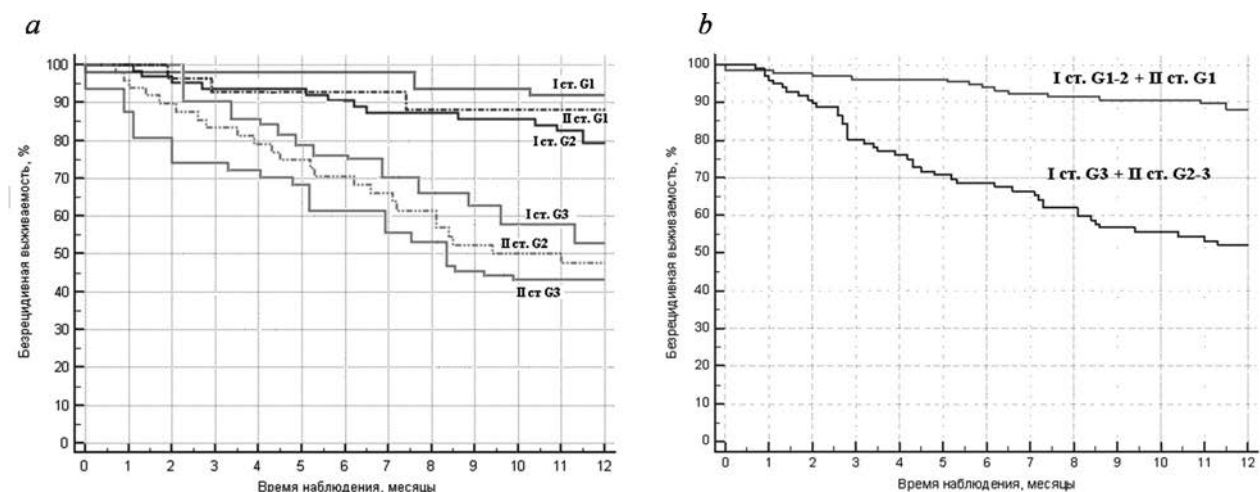 a
Безрецидивная выживаемость, %
100
90
80
70
60
50
40
30
20
10
0
I ст. G1
II ст. G1
I ст. G2
I ст. G3
II ст. G2
II ст G3
0 1 2 3 4 5 6 7 8 9 10 11 12
Время наблюдения, месяцы
b
Безрецидивная выживаемость, %
100
90
80
70
60
50
40
30
20
10
0
I ст. G1-2 + II ст. G1
I ст. G3 + II ст. G2-3
0 1 2 3 4 5 6 7 8 9 10 11 12
Время наблюдения, месяцы